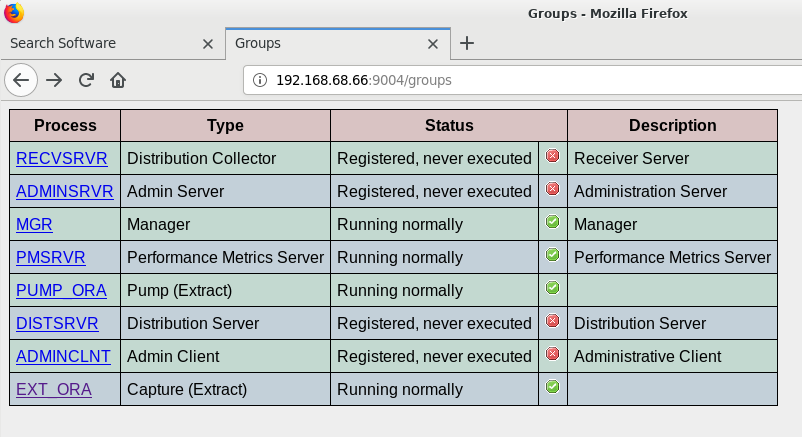 Groups - Mozilla Firefox
Search Software
Groups
192.168.68.66:9004/groups
Process Type Status Description
RECVSRVR Distribution Collector Registered, never executed Receiver Server
ADMINSRVR Admin Server Registered, never executed Administration Server
MGR Manager Running normally Manager
PMSRVR Performance Metrics Server Running normally Performance Metrics Server
PUMP_ORA Pump (Extract) Running normally
DISTSRVR Distribution Server Registered, never executed Distribution Server
ADMINCLNT Admin Client Registered, never executed Administrative Client
EXT_ORA Capture (Extract) Running normally